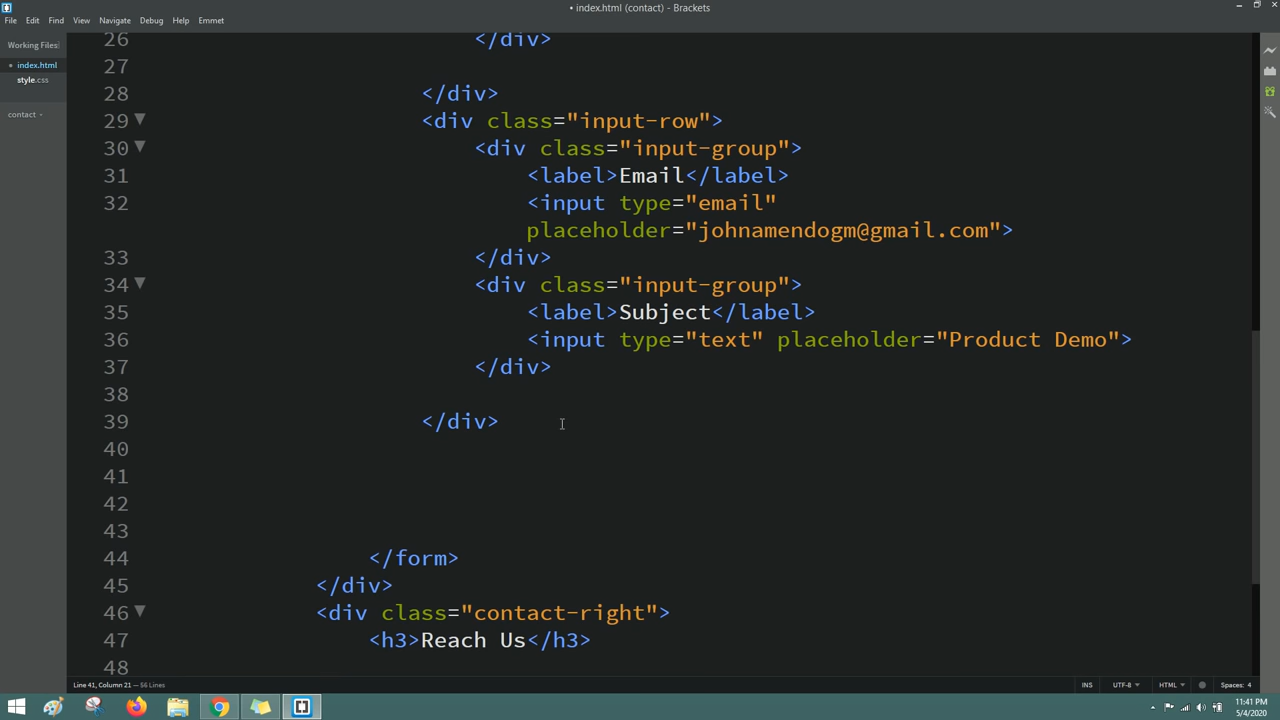 • index.html (contact) - Brackets
File Edit Find View Navigate Debug Help Emmet
Working Files
• index.html
style.css
contact
26 </div>
27
28 </div>
29 <div class="input-row">
30 <div class="input-group">
31 <label>Email</label>
32 <input type="email"
placeholder="johnamendogm@gmail.com">
33 </div>
34 <div class="input-group">
35 <label>Subject</label>
36 <input type="text" placeholder="Product Demo">
37 </div>
38
39 </div>
40
41
42
43
44 </form>
45 </div>
46 <div class="contact-right">
47 <h3>Reach Us</h3>
48
Line 41, Column 21 — 56 Lines
INS UTF-8 HTML Spaces: 4
11:41 PM
5/4/2020